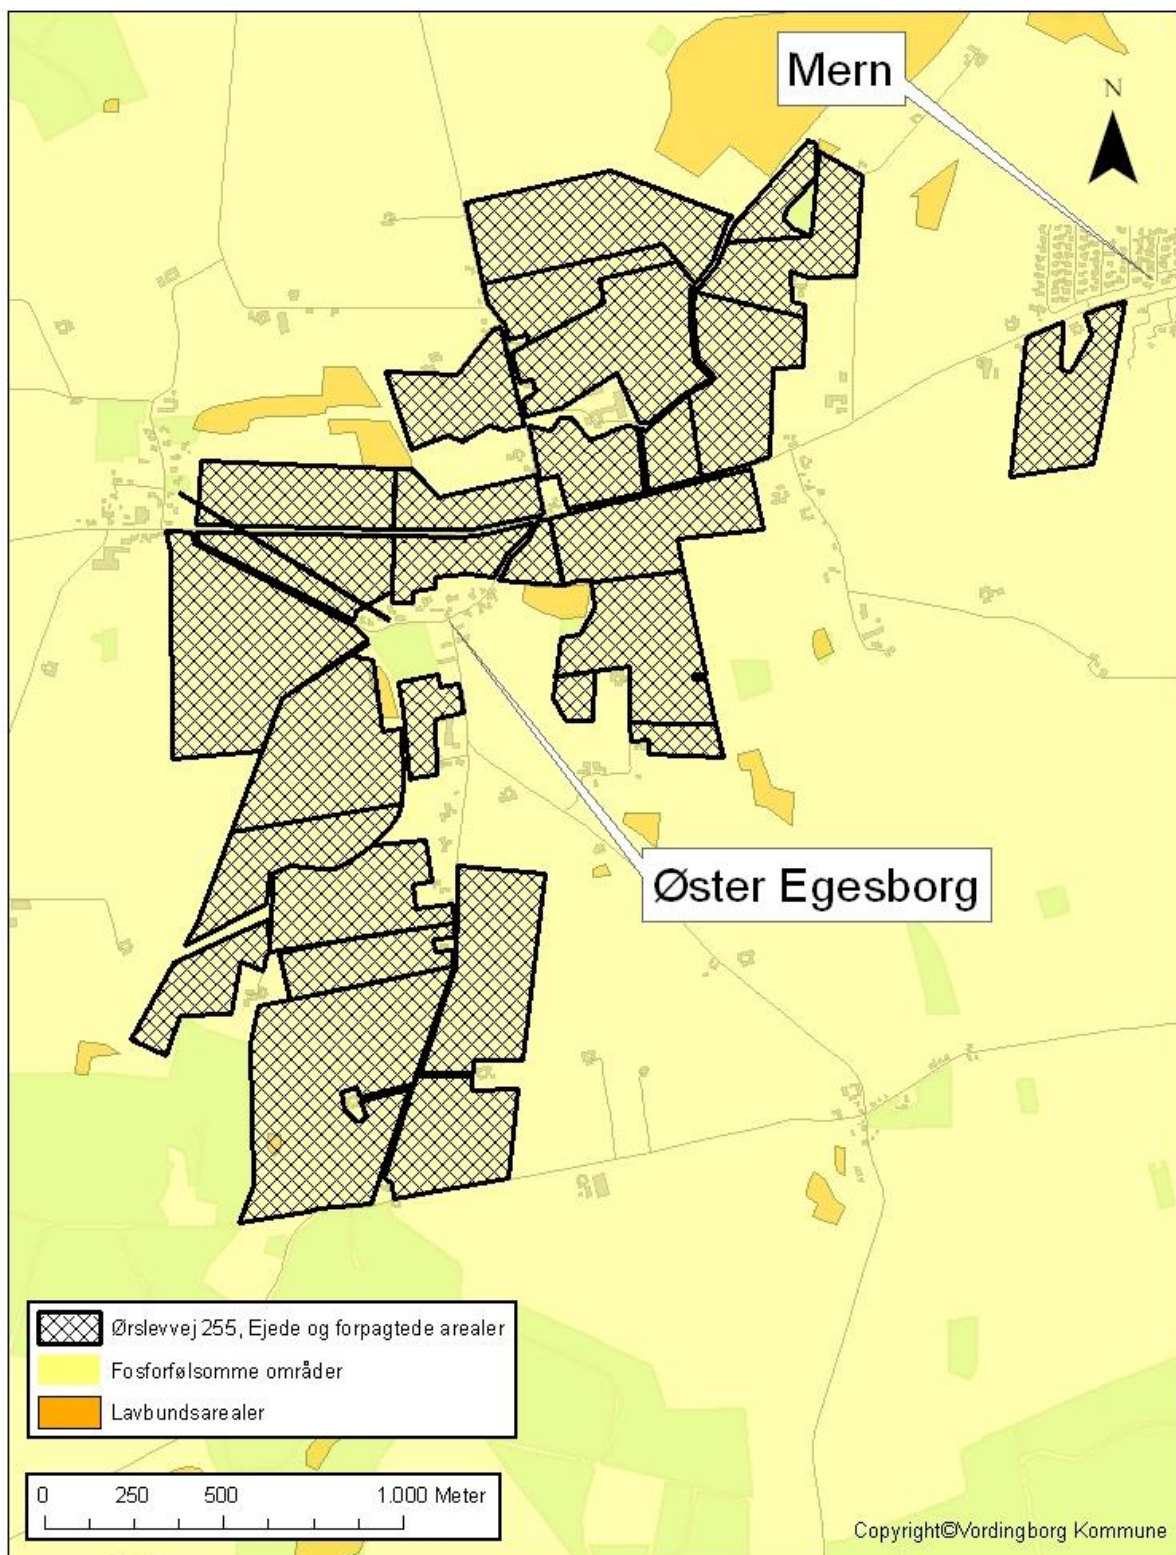 Mern
N
Øster Egesborg
Ørslevvej 255, Ejede og forpagtede arealer
Fosforfølsomme områder
Lavbundsarealer
0 250 500 1.000 Meter
Copyright©Vordingborg Kommune